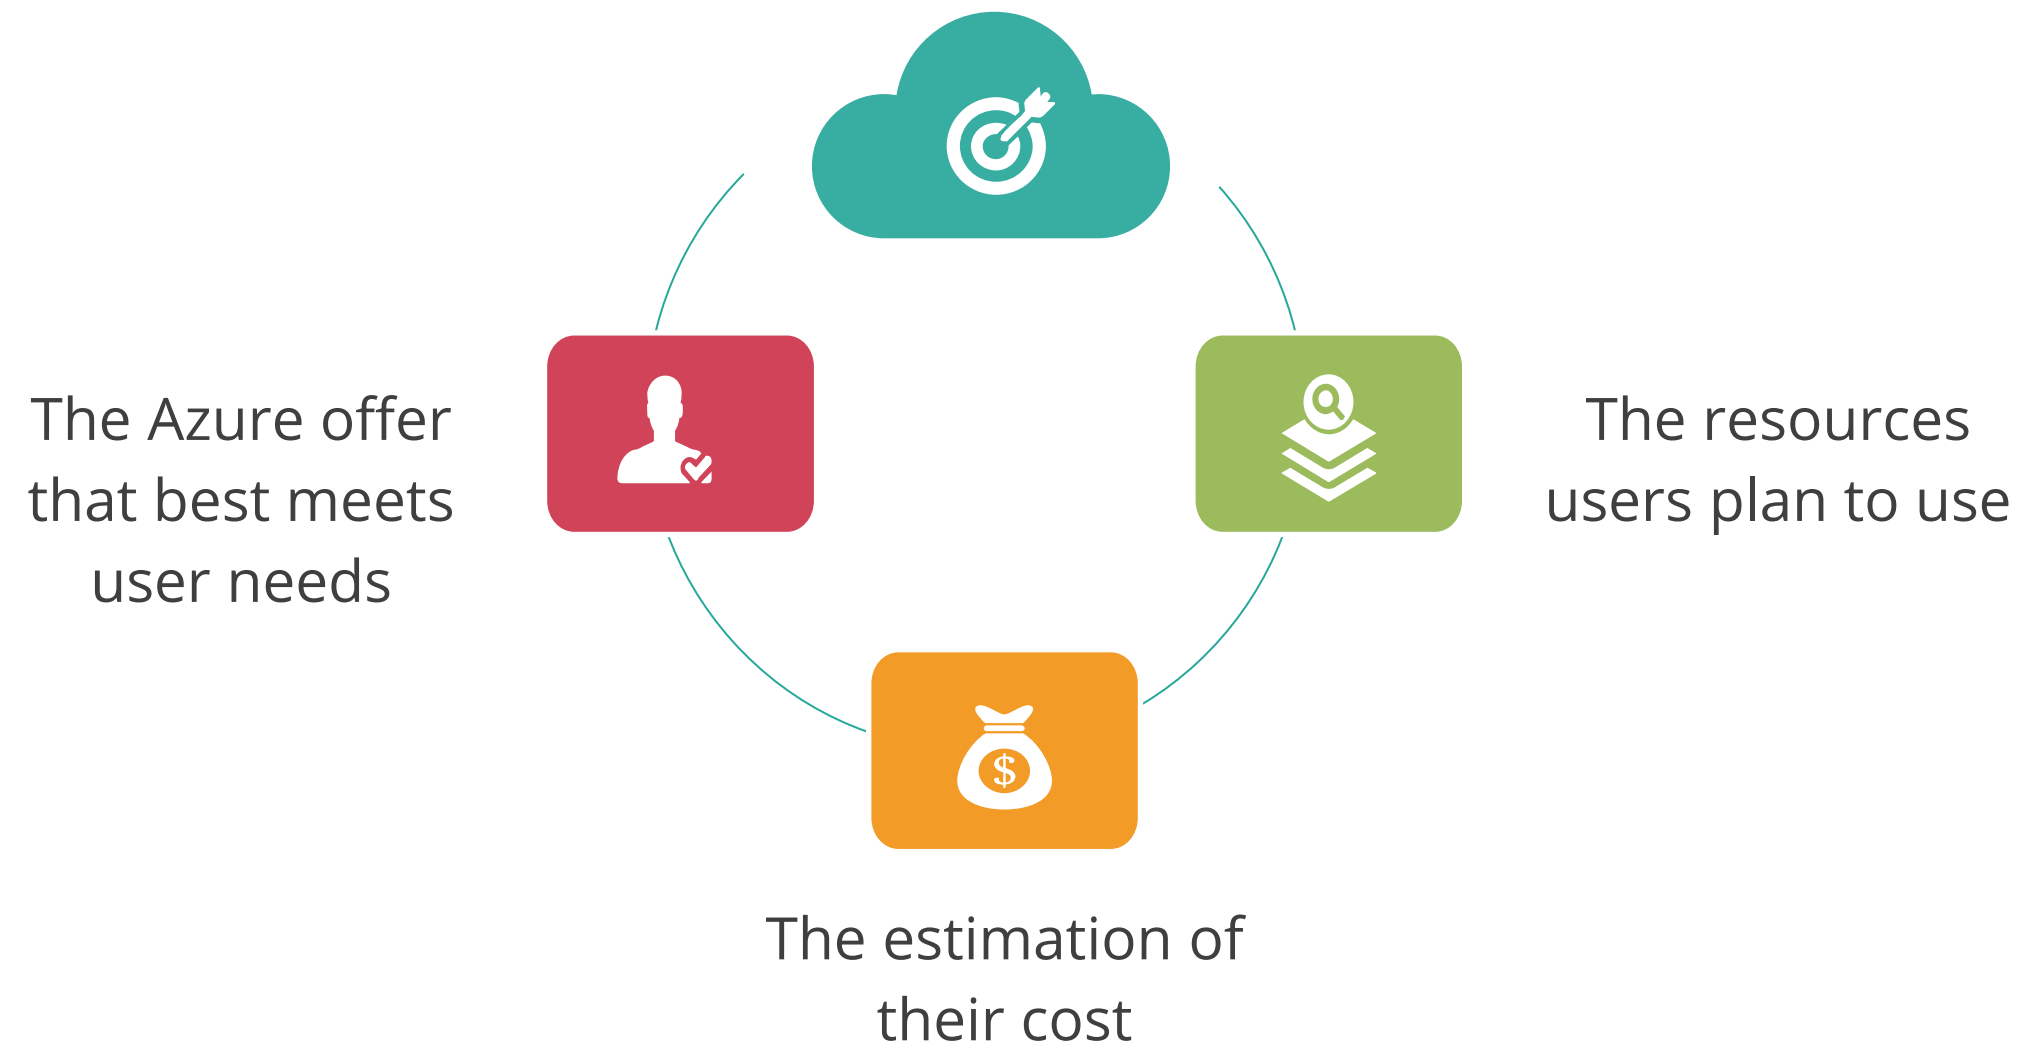 The Azure offer
that best meets
user needs
The resources
users plan to use
$
The estimation of
their cost